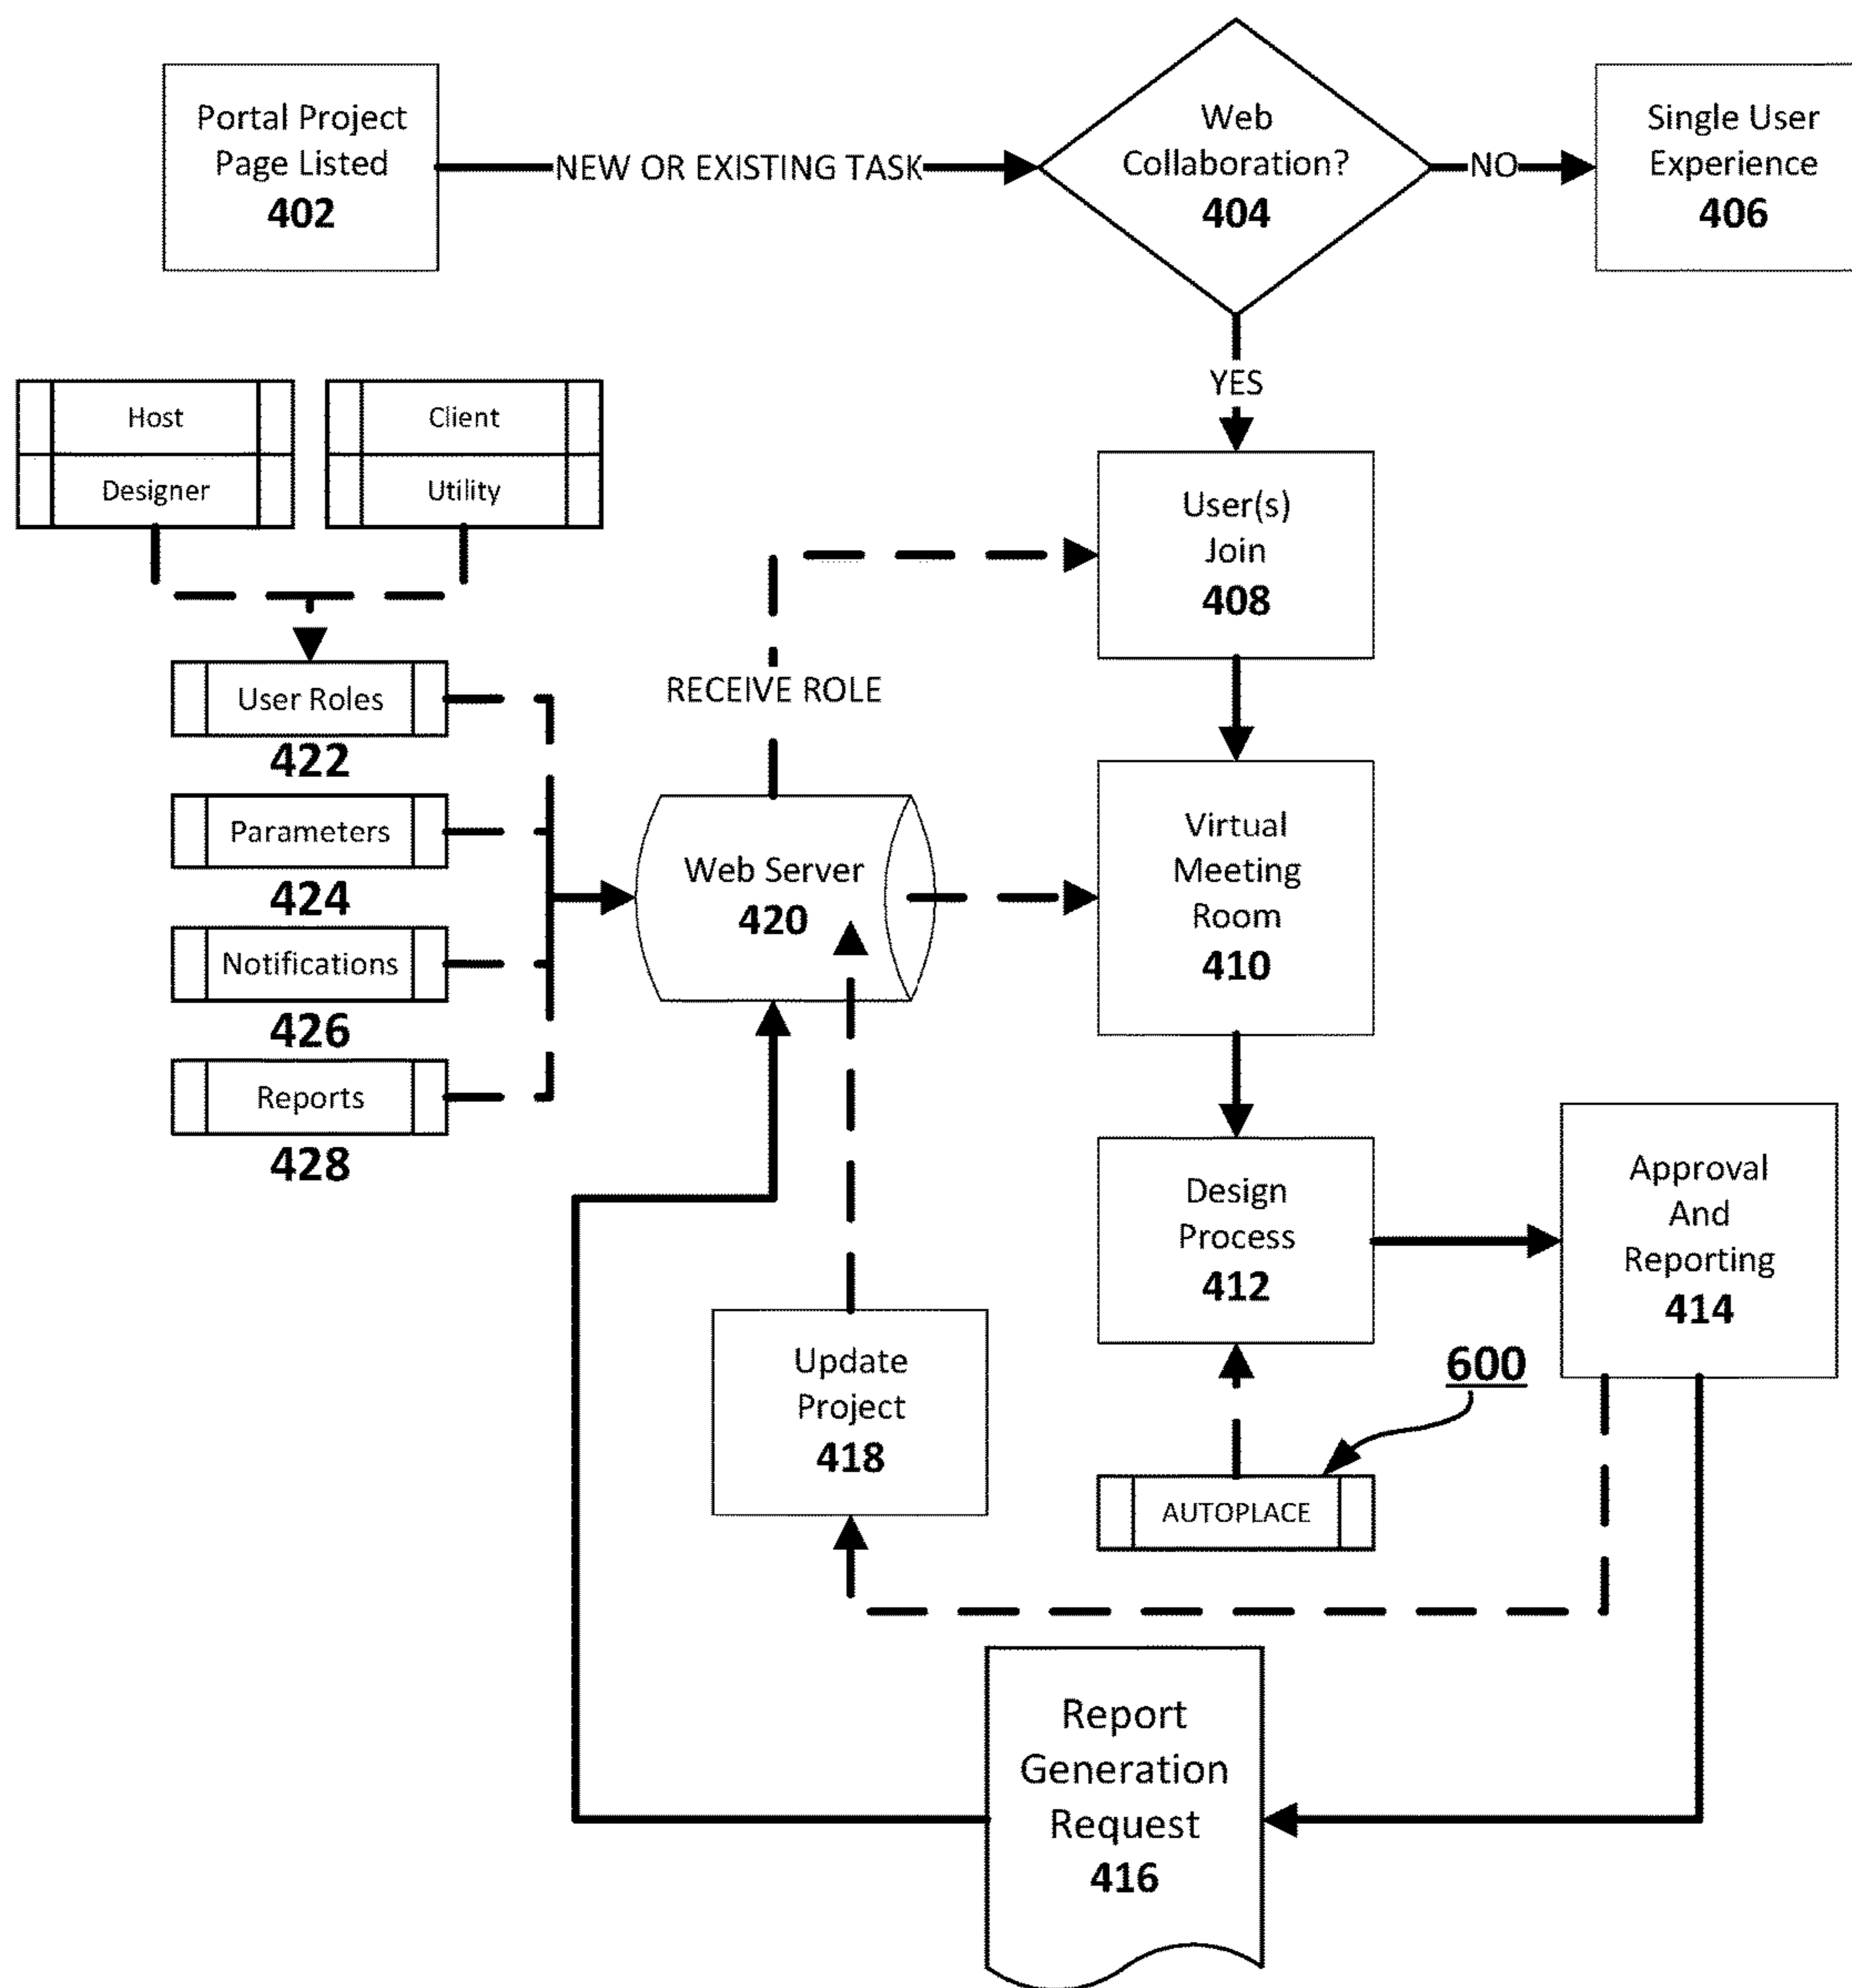 Portal Project
Page Listed
402
NEW OR EXISTING TASK
Web
Collaboration?
404
NO
Single User
Experience
406
YES
Host
Designer
Client
Utility
User(s)
Join
408
User Roles
422
RECEIVE ROLE
Parameters
424
Notifications
426
Reports
428
Web Server
420
Virtual
Meeting
Room
410
Design
Process
412
Approval
And
Reporting
414
600
Update
Project
418
AUTOPLACE
Report
Generation
Request
416